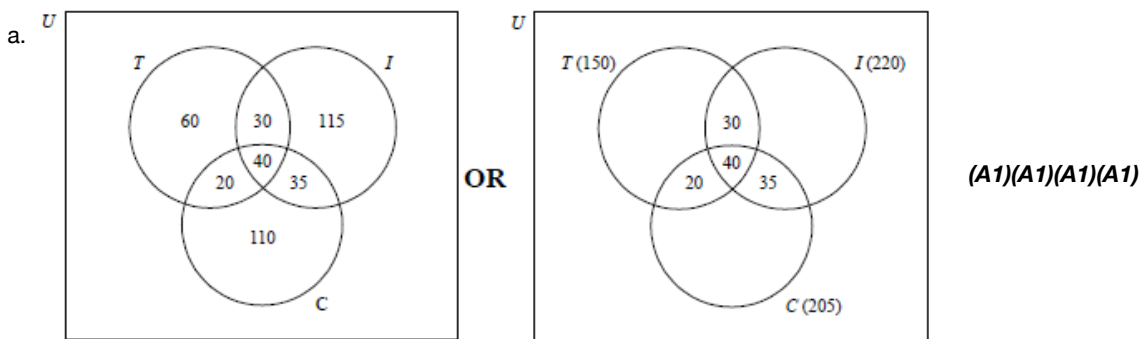 a.
U
T
I
60
30
115
40
20
35
110
C
OR
U
T (150)
I (220)
30
40
20
35
C (205)
(A1)(A1)(A1)(A1)